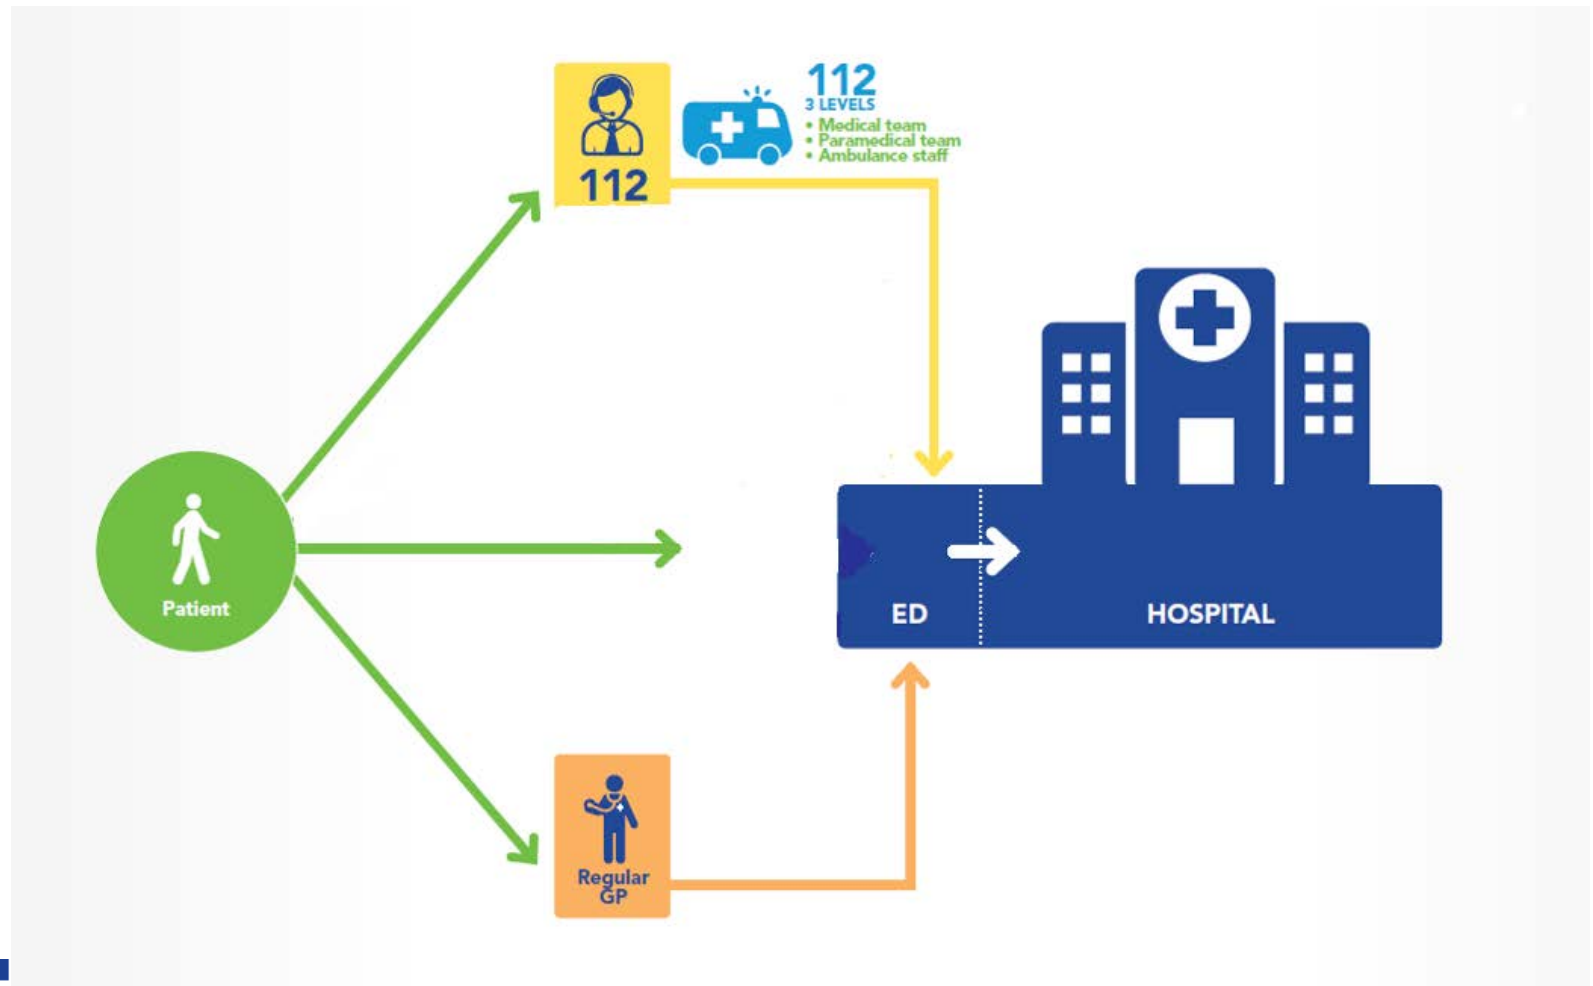 112
112
3 LEVELS
• Medical team
• Paramedical team
• Ambulance staff
Patient
ED
HOSPITAL
Regular
GP